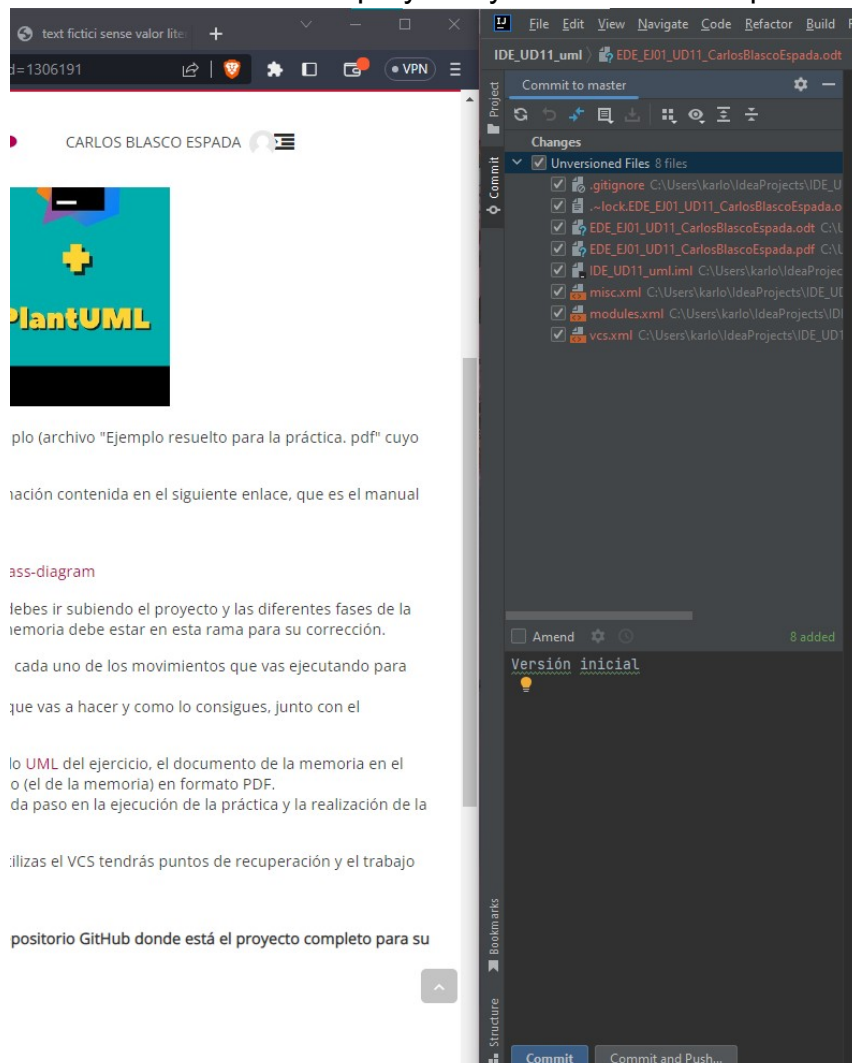 text fictici sense valor lite
d=1306191
VPN
CARLOS BLASCO ESPADA
PlantUML
plo (archivo "Ejemplo resuelto para la práctica. pdf" cuyo
nación contenida en el siguiente enlace, que es el manual
ass-diagram
debes ir subiendo el proyecto y las diferentes fases de la
nemoria debe estar en esta rama para su corrección.
cada uno de los movimientos que vas ejecutando para
que vas a hacer y como lo consigues, junto con el
lo UML del ejercicio, el documento de la memoria en el
o (el de la memoria) en formato PDF.
da paso en la ejecución de la práctica y la realización de la
tilizas el VCS tendrás puntos de recuperación y el trabajo
positorio GitHub donde está el proyecto completo para su
File Edit View Navigate Code Refactor Build
IDE_UD11_uml EDE_EJ01_UD11_CarlosBlascoEspada.odt
Project
Commit
Bookmarks
Structure
Commit to master
Changes
Unversioned Files 8 files
.gitignore C:\Users\karlo\IdeaProjects\IDE_U
.~lock.EDE_EJ01_UD11_CarlosBlascoEspada.o
EDE_EJ01_UD11_CarlosBlascoEspada.odt C:\U
EDE_EJ01_UD11_CarlosBlascoEspada.pdf C:\U
IDE_UD11_uml.iml C:\Users\karlo\IdeaProjec
misc.xml C:\Users\karlo\IdeaProjects\IDE_UD
modules.xml C:\Users\karlo\IdeaProjects\ID
vcs.xml C:\Users\karlo\IdeaProjects\IDE_UD1
Amend 8 added
Versión inicial
Commit Commit and Push...